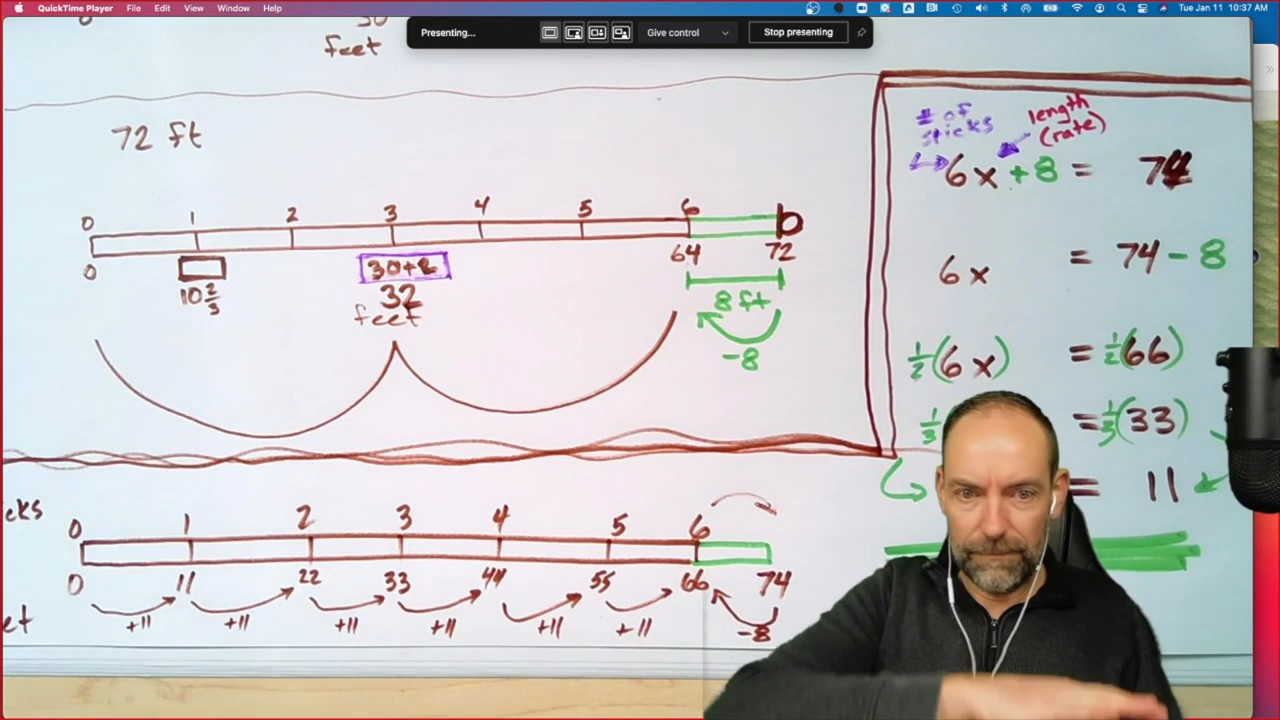 QuickTime Player File Edit View Window Help
Tue Jan 11 10:37 AM
Presenting...
Give control
Stop presenting
feet
72 ft
0 1 2 3 4 5 6
0 64 72
10 2/3
30+2
32
feet
8 ft
-8
# of
sticks
length
(rate)
6x +8 = 74
6x = 74 - 8
1/2(6x) = 1/2(66)
1/3 = 1/3(33)
= 11
0 1 2 3 4 5 6
0 11 22 33 44 55 66 74
+11 +11 +11 +11 +11 +11 -8